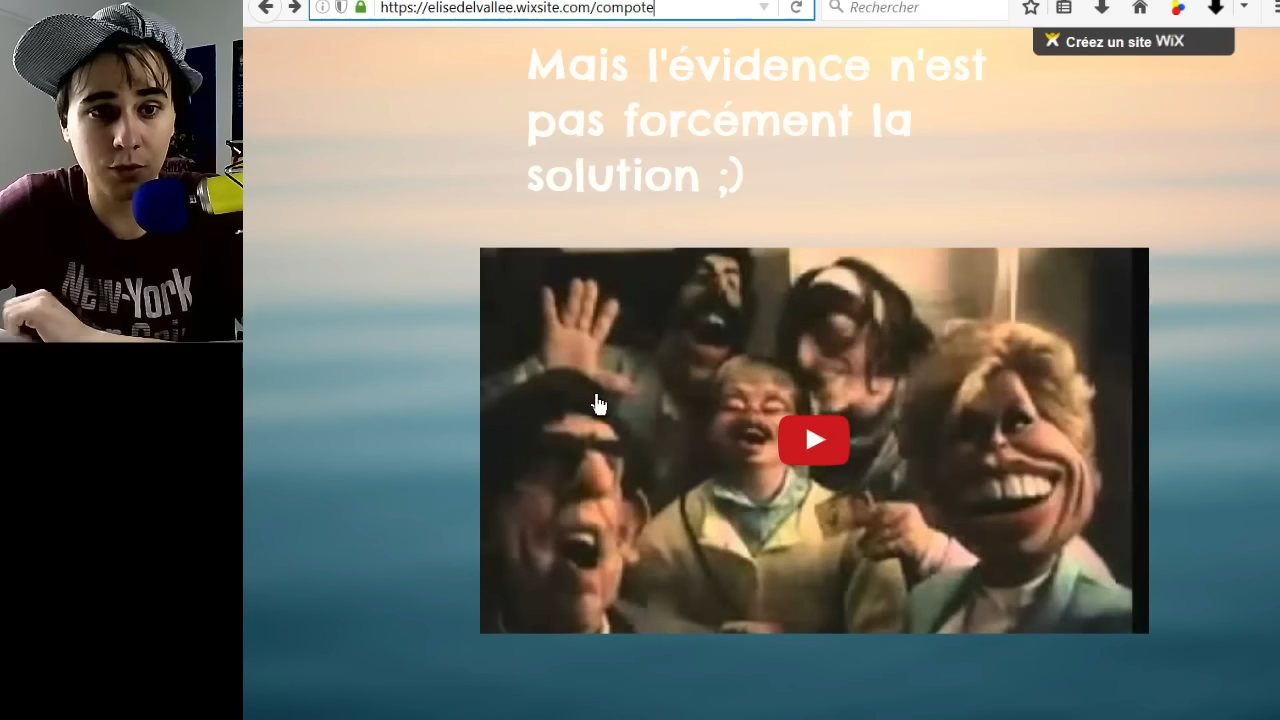 https://elisedelvallee.wixsite.com/compote
Rechercher
Créez un site WiX
Mais l'évidence n'est
pas forcément la
solution ;)
New-York